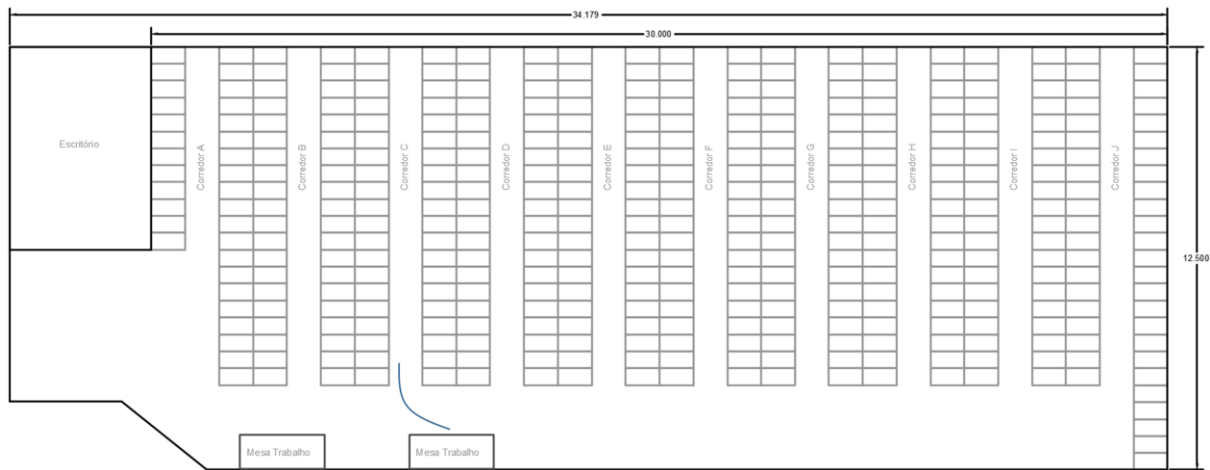 34.179
30.000
Escritório
Corredor A
Corredor B
Corredor C
Corredor D
Corredor E
Corredor F
Corredor G
Corredor H
Corredor I
Corredor J
12.500
Mesa Trabalho
Mesa Trabalho